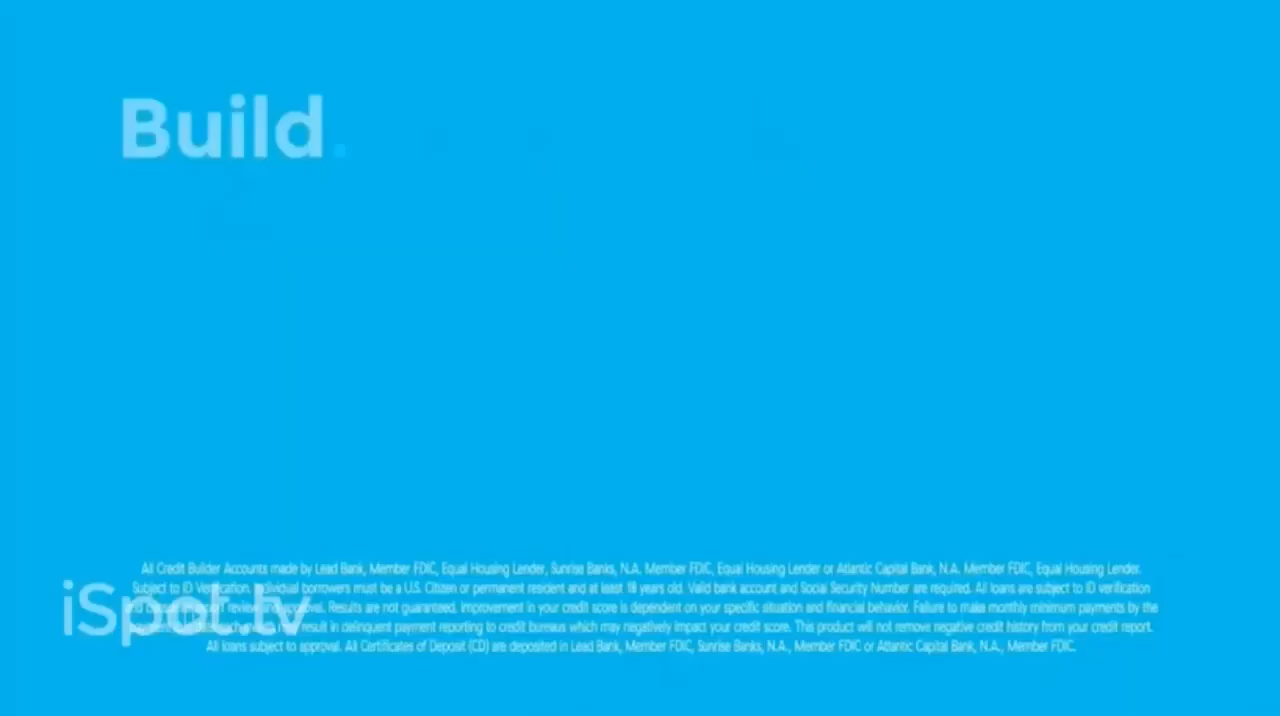 Build.
All Credit Builder Accounts made by Lead Bank, Member FDIC, Equal Housing Lender, Sunrise Banks, N.A. Member FDIC, Equal Housing Lender or Atlantic Capital Bank, N.A. Member FDIC, Equal Housing Lender.
Subject to ID Verification. Individual borrowers must be a U.S. Citizen or permanent resident and at least 18 years old. Valid bank account and Social Security Number are required. All loans are subject to ID verification
review and approval. Results are not guaranteed. Improvement in your credit score is dependent on your specific situation and financial behavior. Failure to make monthly minimum payments by the
result in delinquent payment reporting to credit bureaus which may negatively impact your credit score. This product will not remove negative credit history from your credit report.
All loans subject to approval. All Certificates of Deposit (CD) are deposited in Lead Bank, Member FDIC, Sunrise Banks, N.A., Member FDIC or Atlantic Capital Bank, N.A., Member FDIC.
iSpot.tv